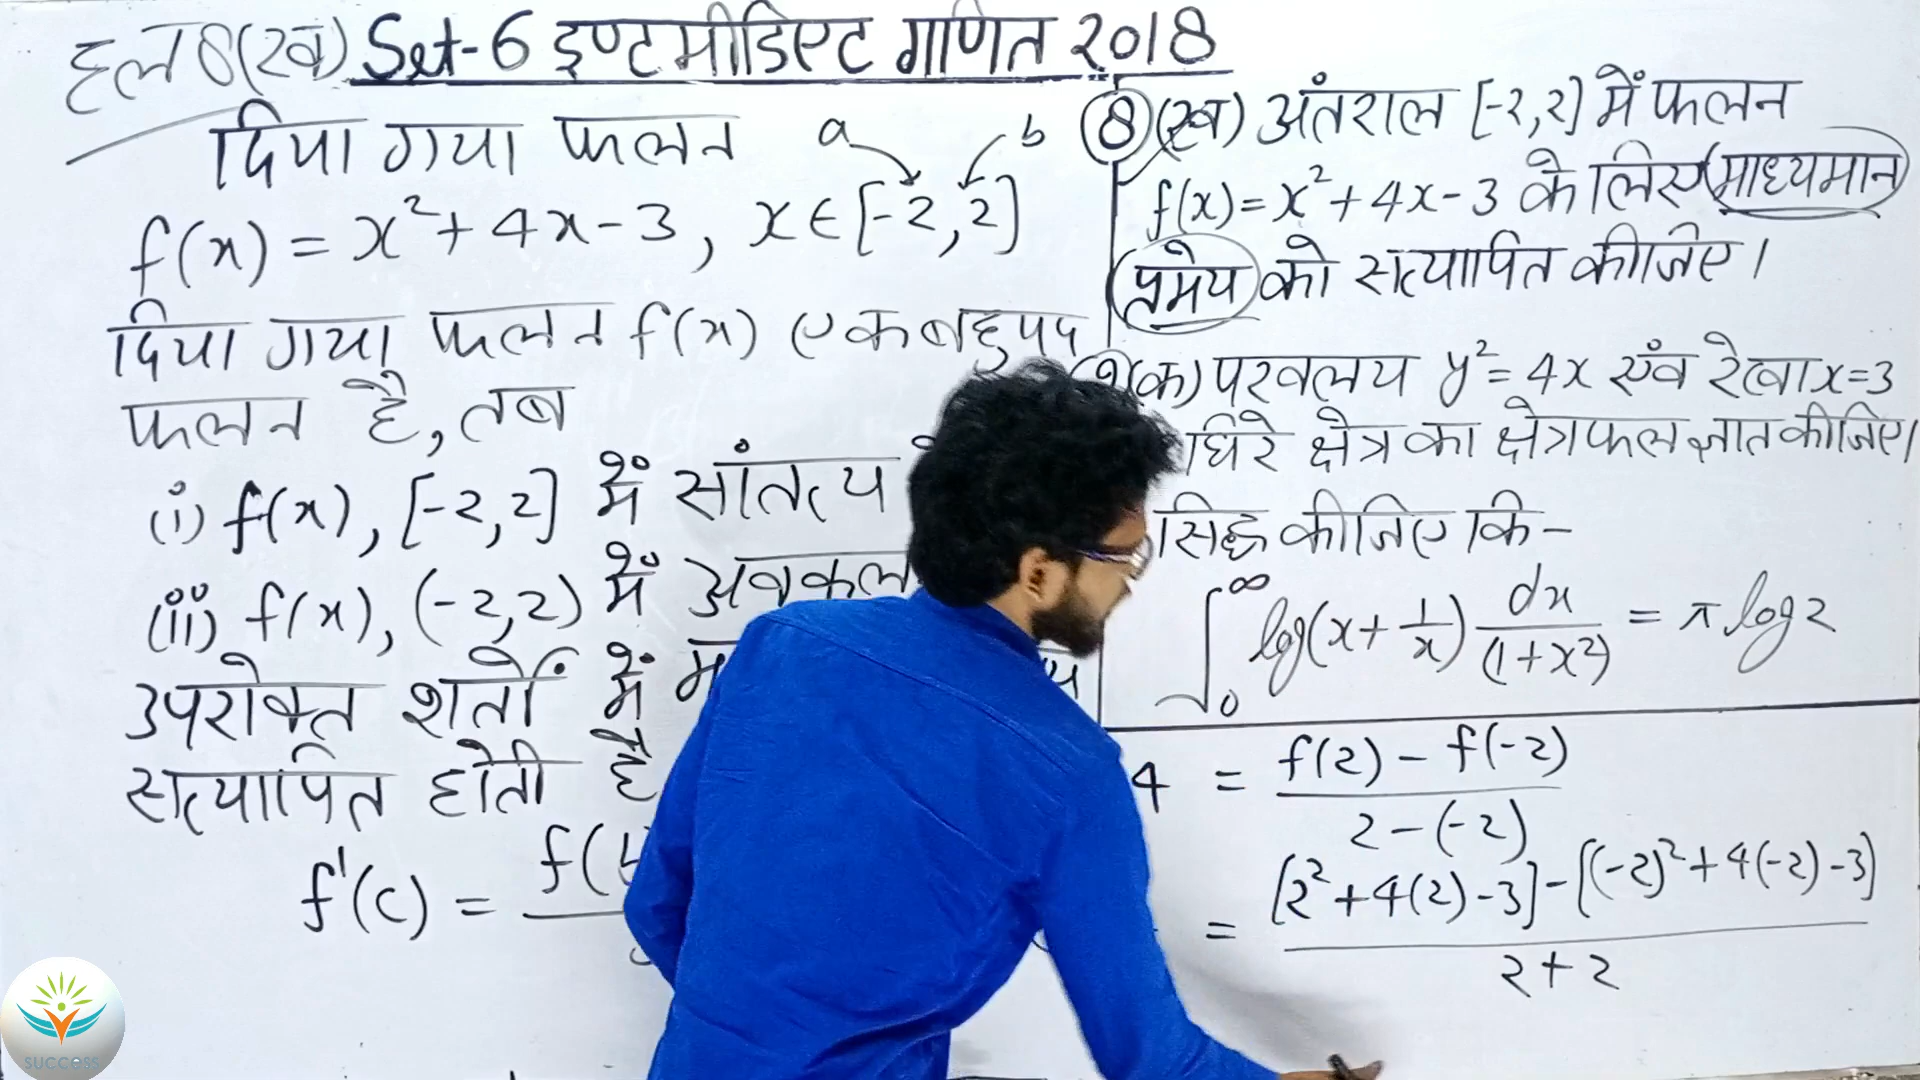 हल 8(ख) Set-6 इण्टमीडिएट गणित 2018
दिया गया फलन a b
f(x) = x²+4x-3, x∈[-2,2]
दिया गया फलन f(x) एक बहुपद
फलन है, तब
(i) f(x), [-2,2] में सांतत्य
(ii) f(x), (-2,2) में अवकल
उपरोक्त शर्तों में
सत्यापित होती है
f'(c) = f(b
8(ख) अंतराल [-2,2] में फलन
f(x)=x²+4x-3 के लिए माध्यमान
प्रमेय को सत्यापित कीजिए।
9(क) परवलय y²=4x एंव रेखा x=3
घिरे क्षेत्र का क्षेत्रफल ज्ञात कीजिए।
सिद्ध कीजिए कि-
∫₀^∞ log(x+1/x) dx/(1+x²) = π log2
4 = f(2)-f(-2) / 2-(-2)
= [2²+4(2)-3]-[(-2)²+4(-2)-3] / 2+2
SUCCESS